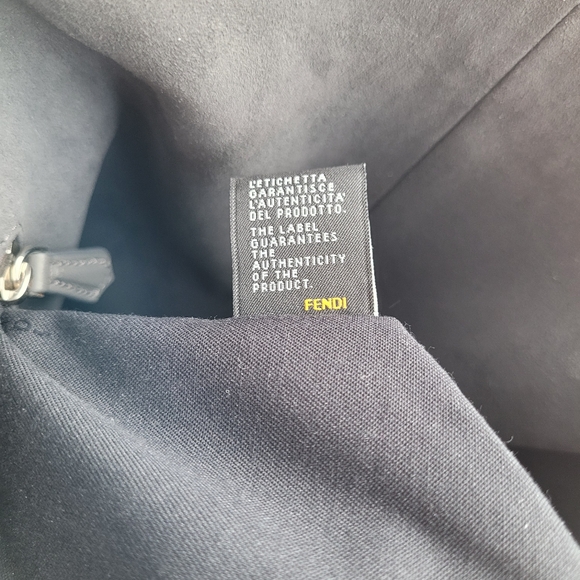 L'ETICHETTA
GARANTISCE
L'AUTENTICITA'
DEL PRODOTTO.
THE LABEL
GUARANTEES
THE
AUTHENTICITY
OF THE
PRODUCT.
FENDI